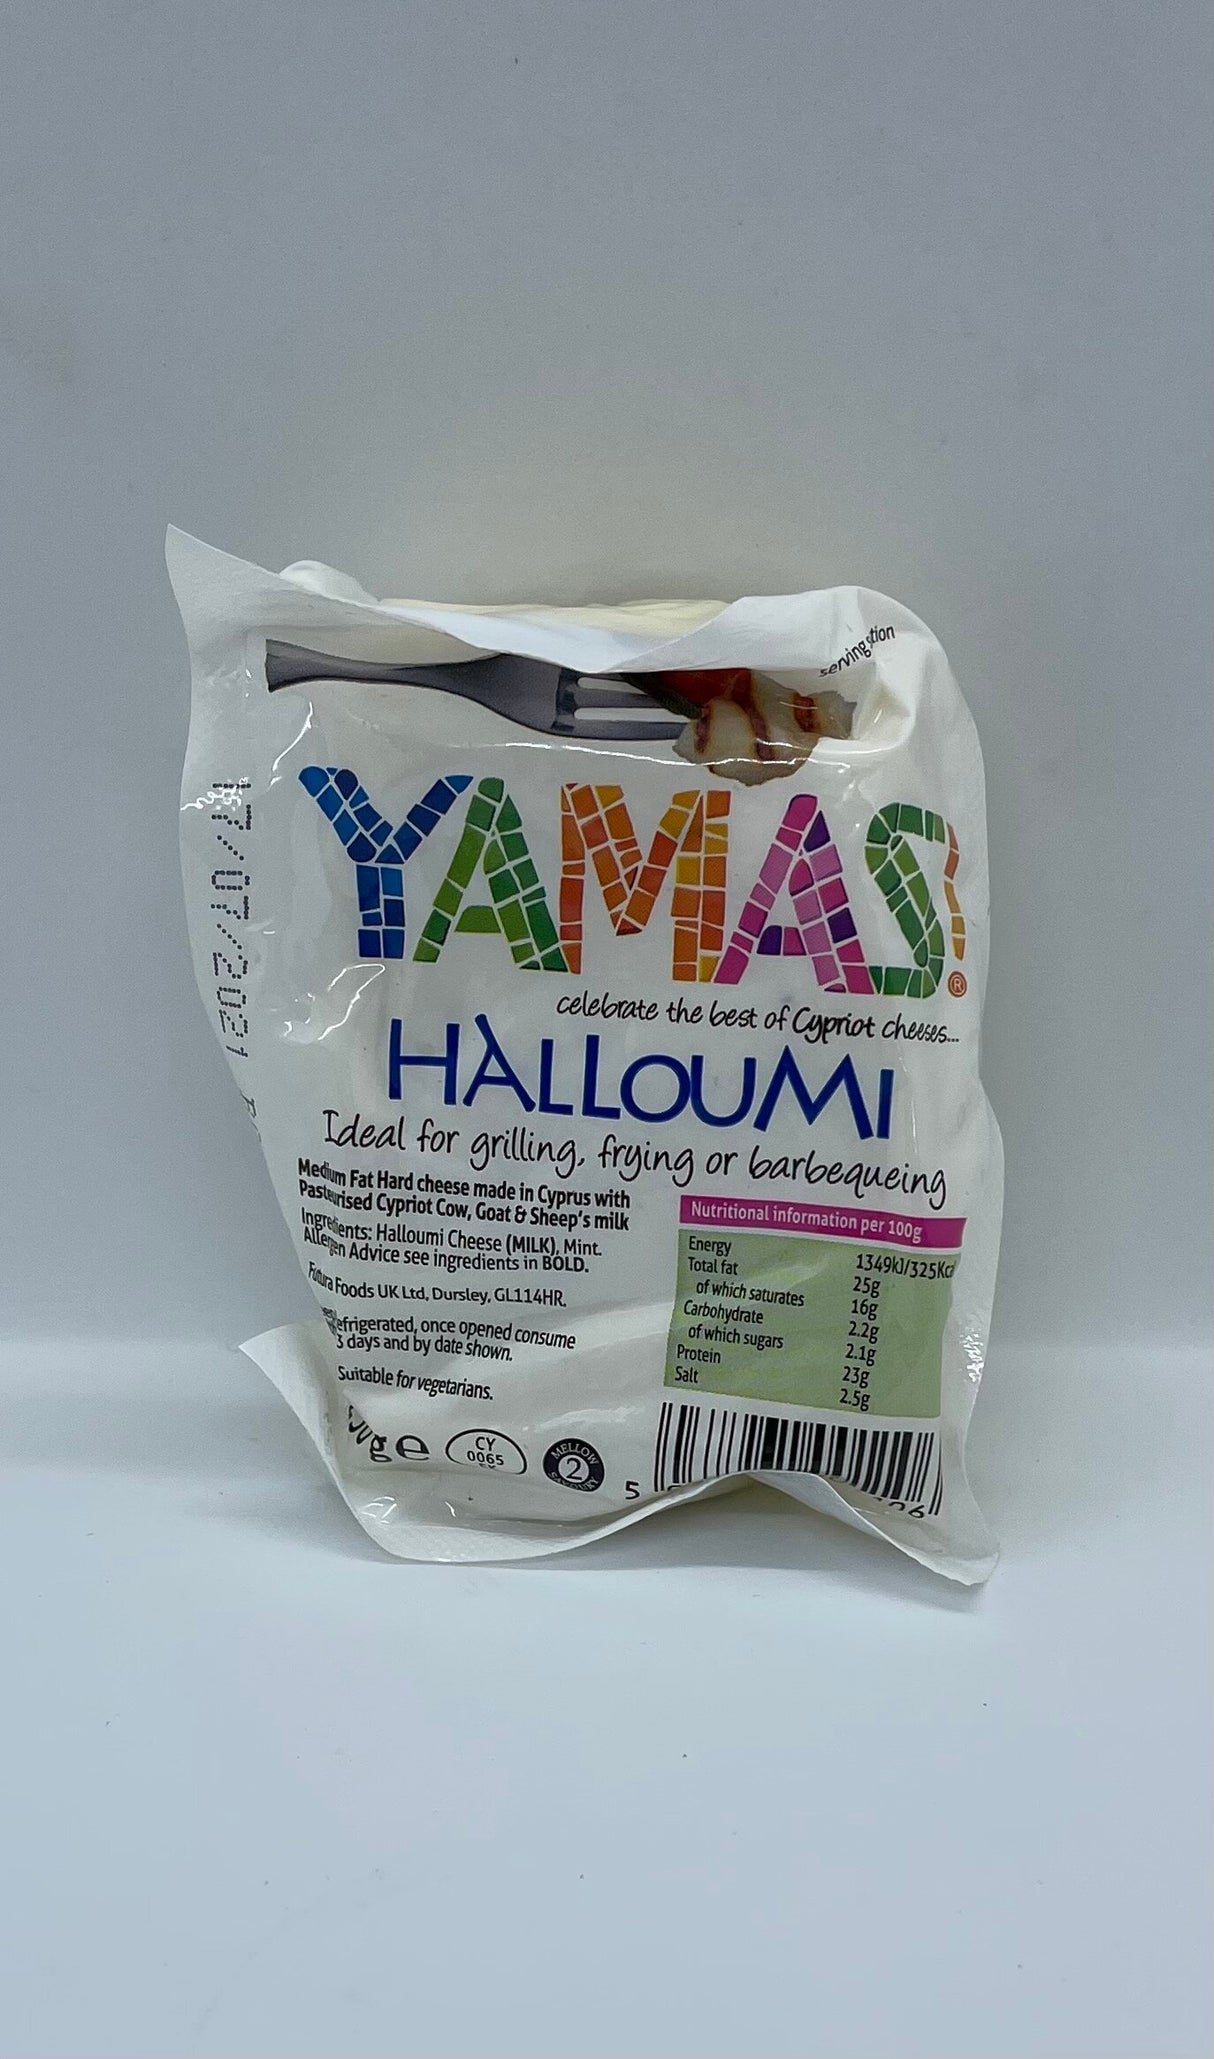 serving
YAMAS!®
celebrate the best of Cypriot cheeses...
HALLOUMI
Ideal for grilling, frying or barbequeing
Medium Fat Hard cheese made in Cyprus with
Pasteurised Cypriot Cow, Goat & Sheep's milk
Ingredients: Halloumi Cheese (MILK), Mint.
Allergen Advice see ingredients in BOLD.
Futura Foods UK Ltd, Dursley, GL114HR.
refrigerated, once opened consume
3 days and by date shown.
Suitable for vegetarians.
g e
CY
0065
MELLOW
2
SAVOURY
Nutritional information per 100g
Energy 1349kJ/325Kcal
Total fat 25g
of which saturates 16g
Carbohydrate 2.2g
of which sugars 2.1g
Protein 23g
Salt 2.5g
5
17/07/2021